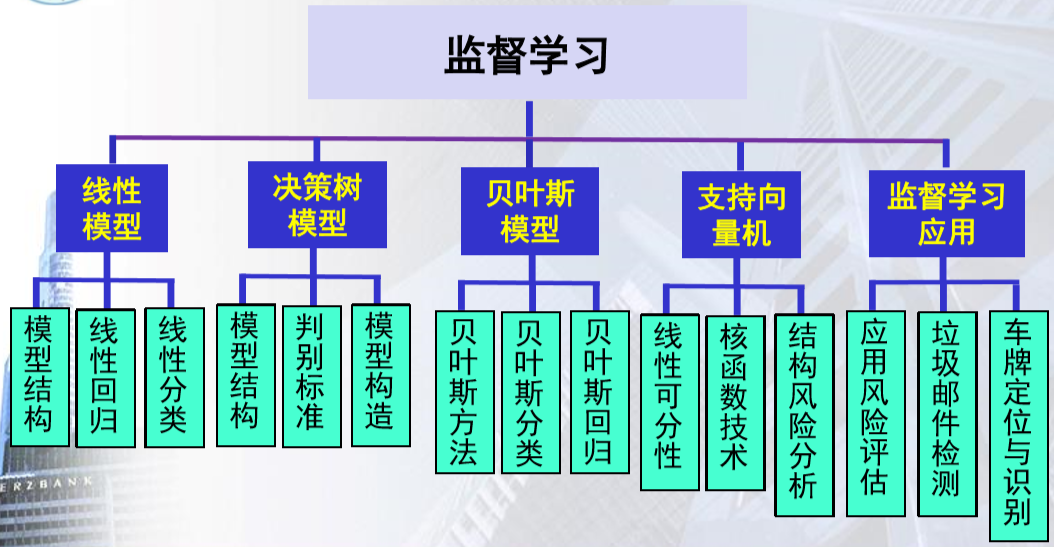 监督学习
线性
模型
决策树
模型
贝叶斯
模型
支持向
量机
监督学习
应用
模型结构
线性回归
线性分类
模型结构
判别标准
模型构造
贝叶斯方法
贝叶斯分类
贝叶斯回归
线性可分性
核函数技术
结构风险分析
应用风险评估
垃圾邮件检测
车牌定位与识别
ERZBANK